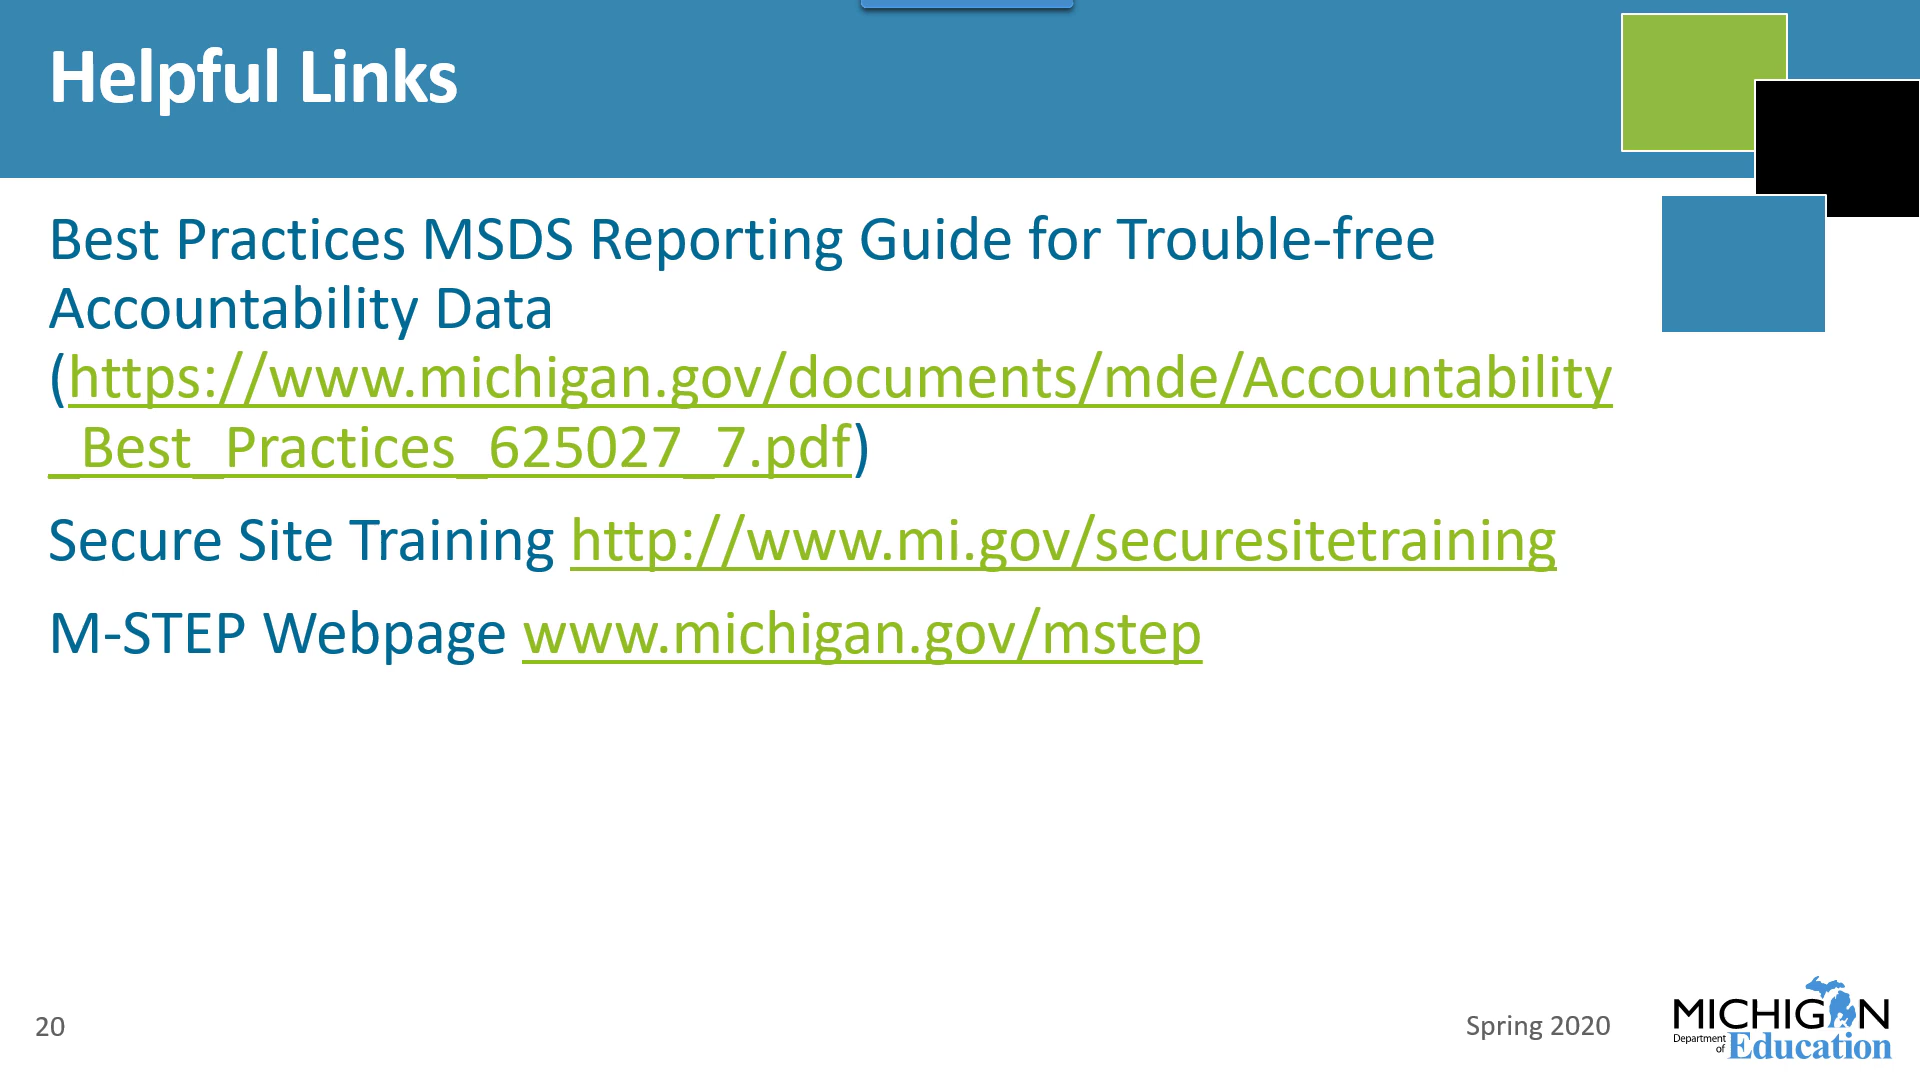 Helpful Links
Best Practices MSDS Reporting Guide for Trouble-free
Accountability Data
(https://www.michigan.gov/documents/mde/Accountability
_Best_Practices_625027_7.pdf)
Secure Site Training http://www.mi.gov/securesitetraining
M-STEP Webpage www.michigan.gov/mstep
20
Spring 2020
MICHIGAN
Department
of Education